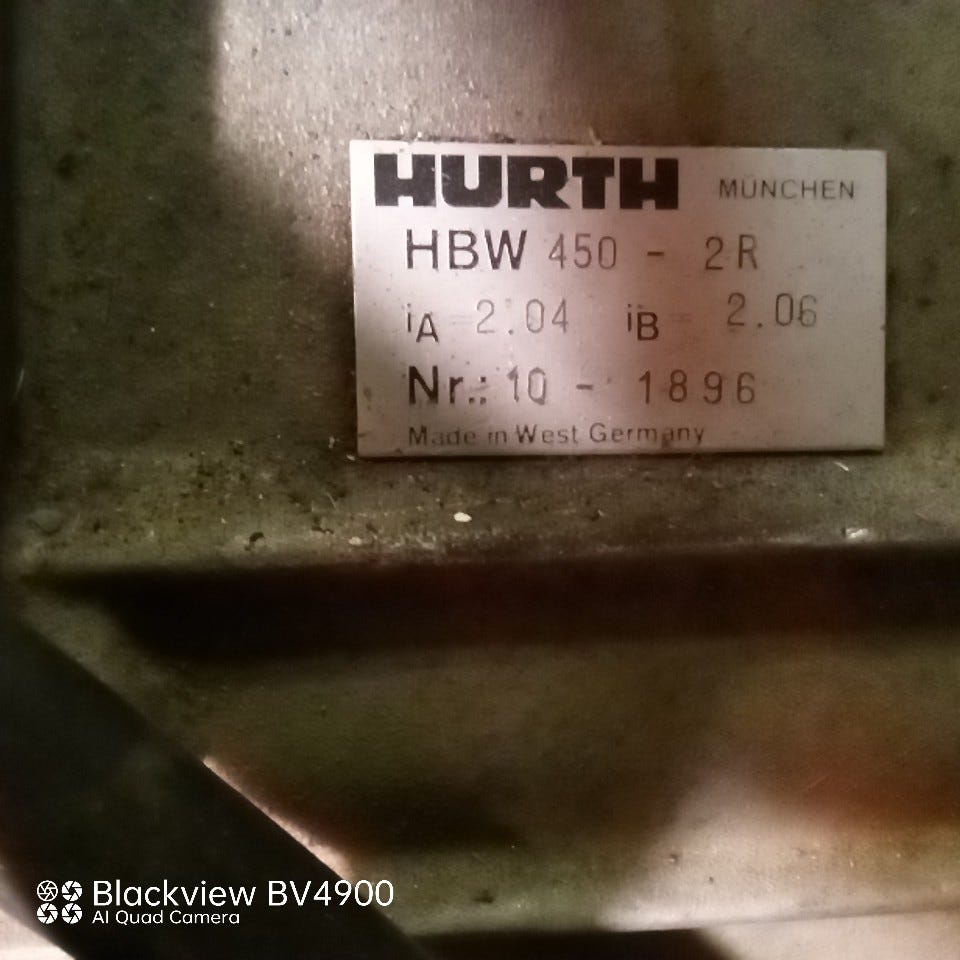 HURTH MÜNCHEN
HBW 450 - 2R
iA 2.04 iB 2.06
Nr.: 10 - 1896
Made in West Germany
Blackview BV4900
AI Quad Camera